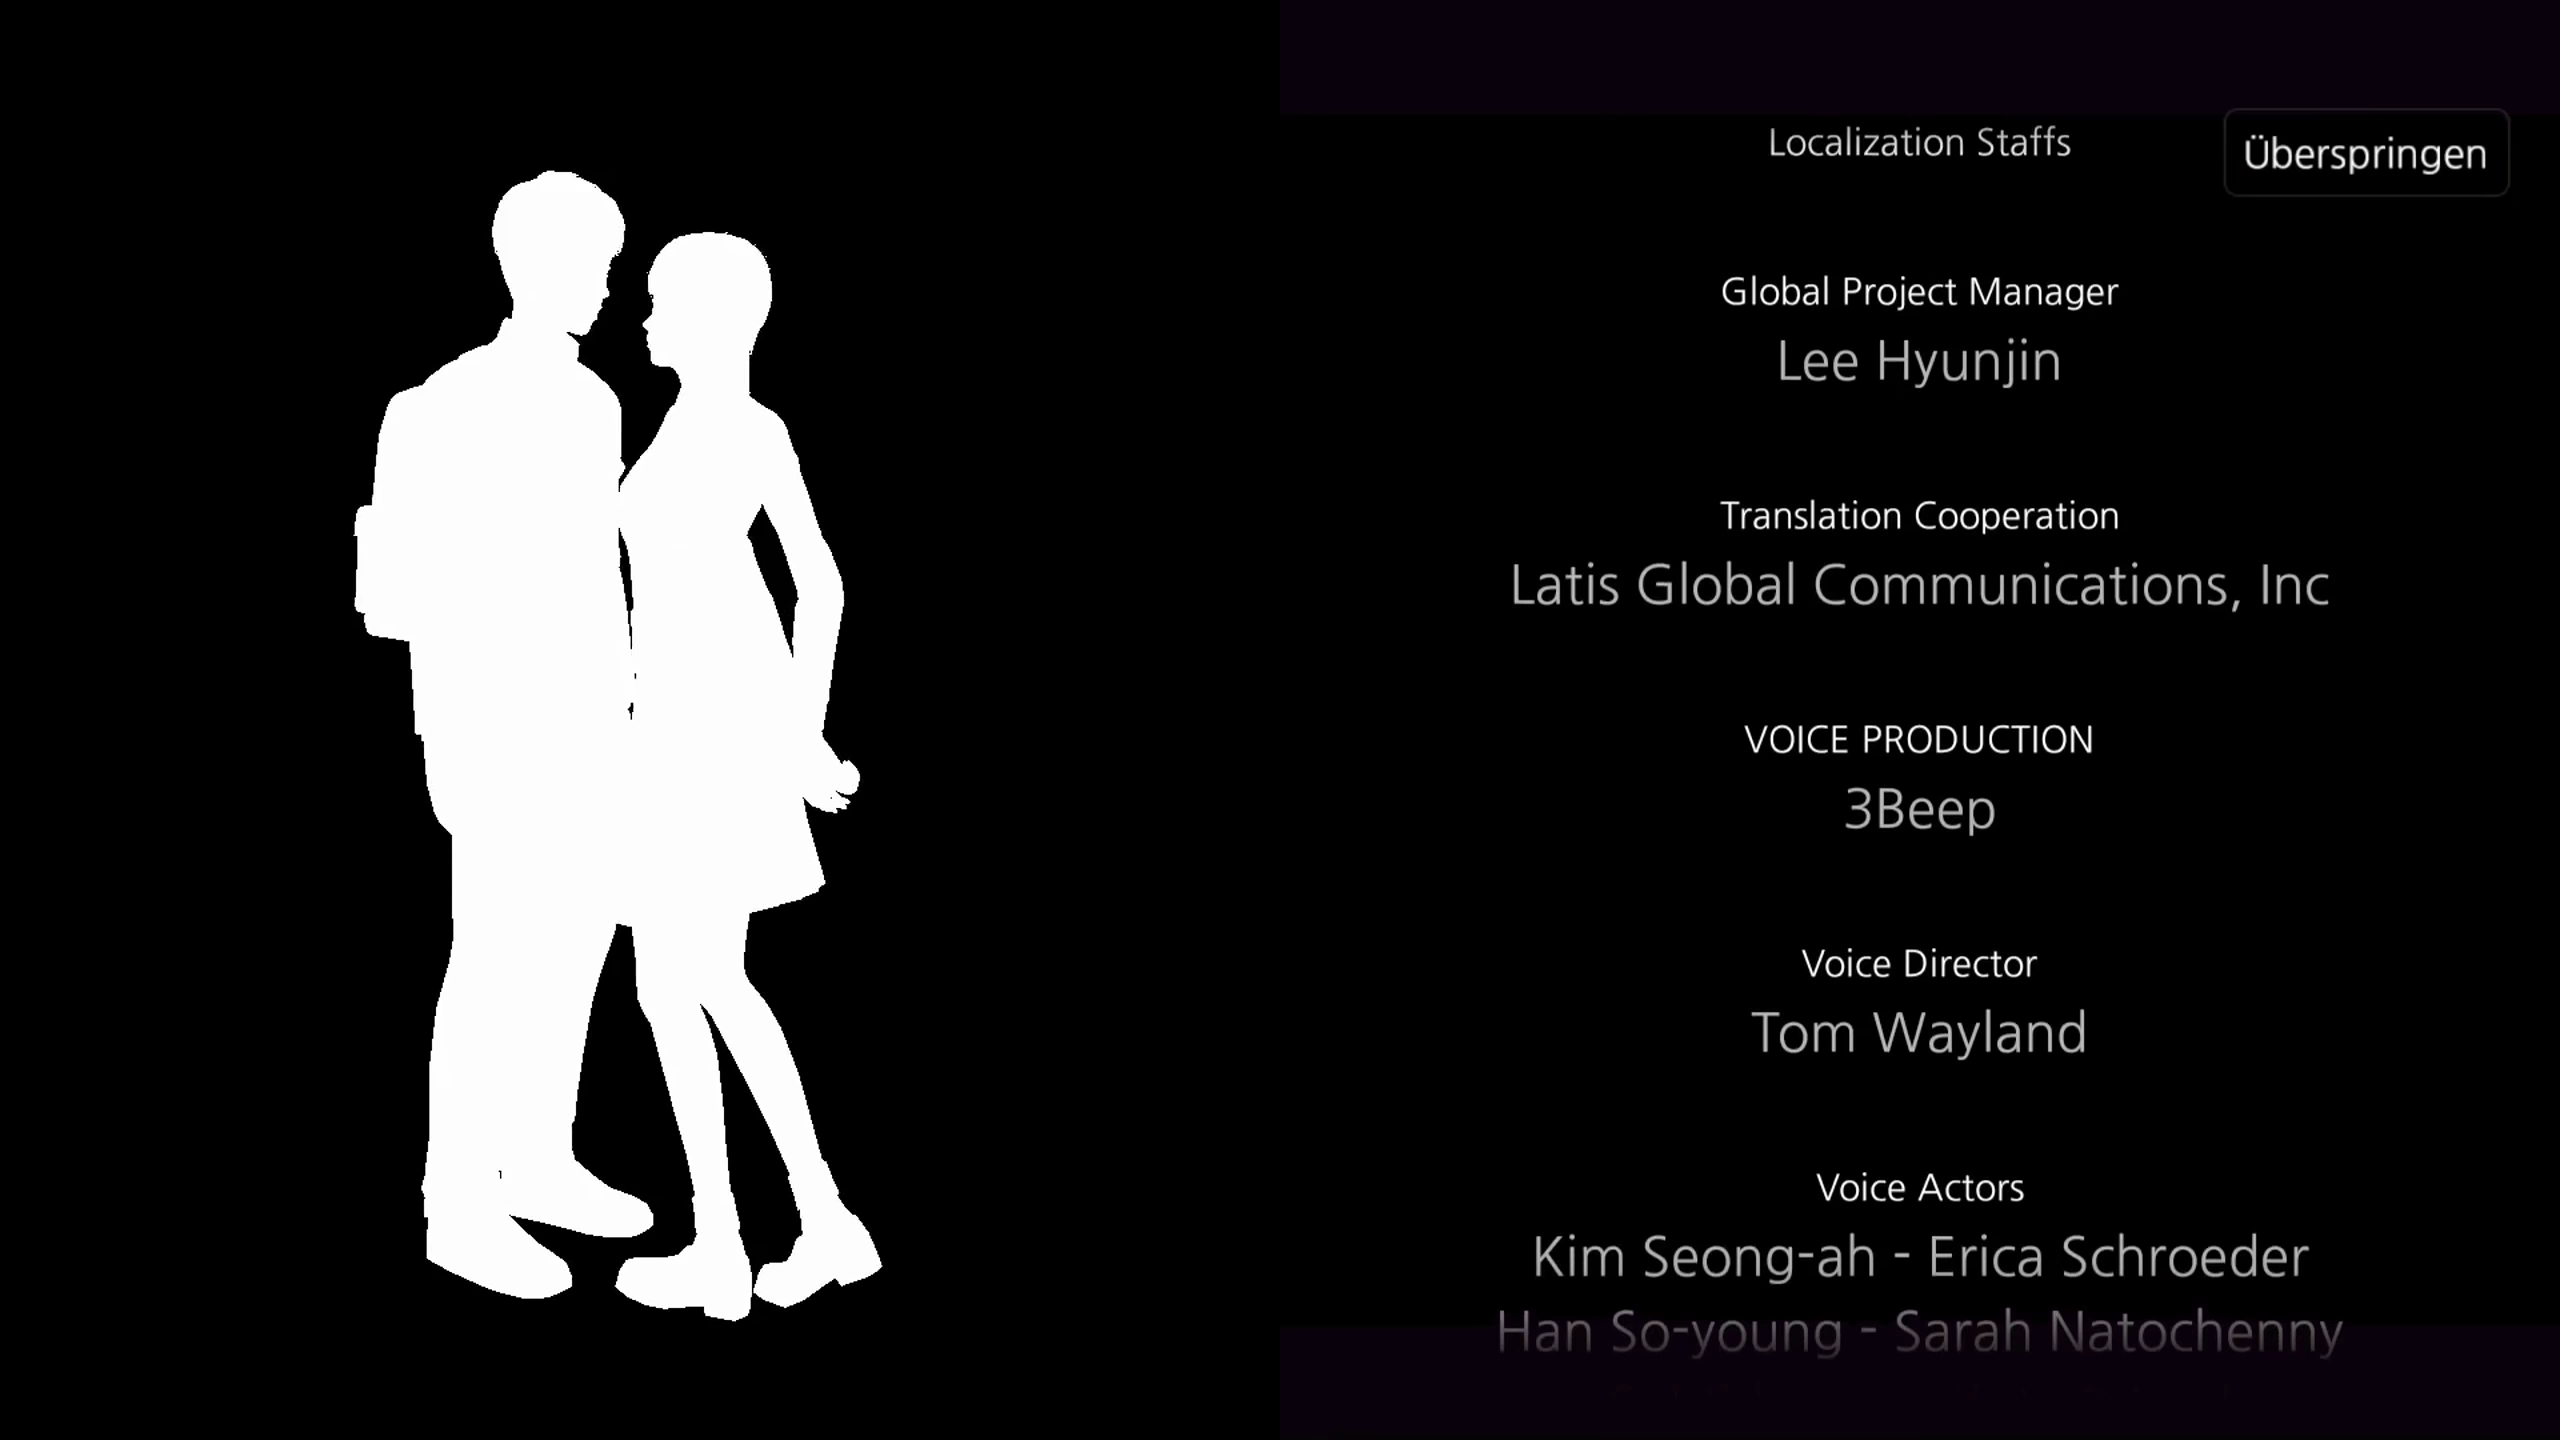 Localization Staffs
Überspringen
Global Project Manager
Lee Hyunjin
Translation Cooperation
Latis Global Communications, Inc
VOICE PRODUCTION
3Beep
Voice Director
Tom Wayland
Voice Actors
Kim Seong-ah - Erica Schroeder
Han So-young - Sarah Natochenny